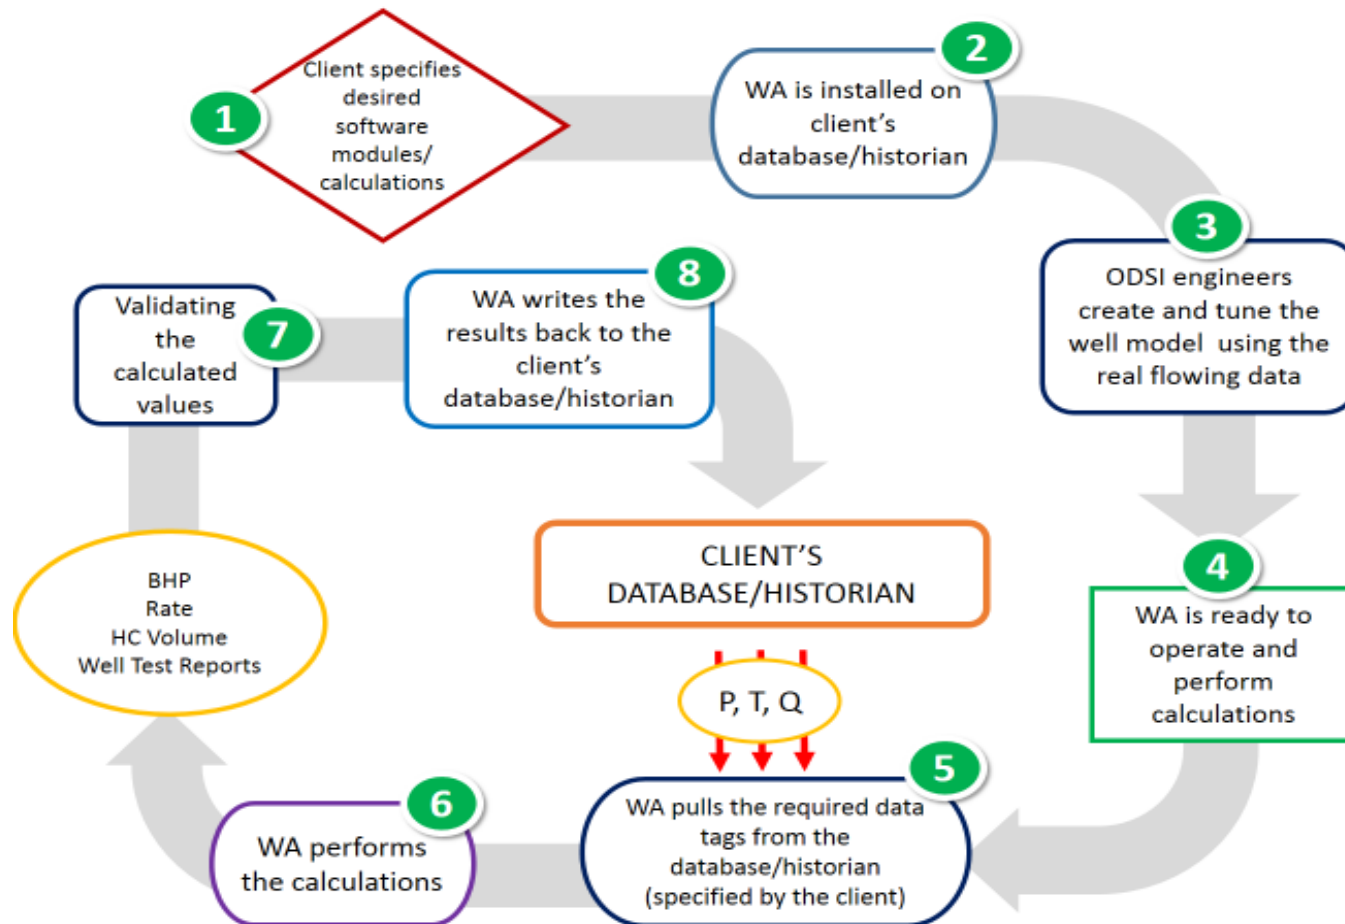 1
Client specifies
desired
software
modules/
calculations
2
WA is installed on
client's
database/historian
3
ODSI engineers
create and tune the
well model using the
real flowing data
4
WA is ready to
operate and
perform
calculations
5
WA pulls the required data
tags from the
database/historian
(specified by the client)
6
WA performs
the calculations
BHP
Rate
HC Volume
Well Test Reports
7
Validating
the
calculated
values
8
WA writes the
results back to the
client's
database/historian
CLIENT'S
DATABASE/HISTORIAN
P, T, Q